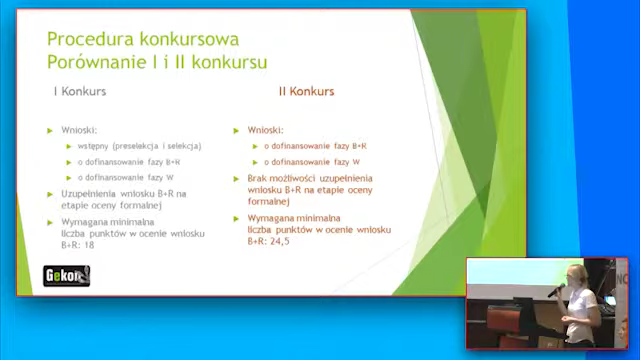 Procedura konkursowa
Porównanie I i II konkursu
I Konkurs
Wnioski:
wstępny (preselekcja i selekcja)
o dofinansowanie fazy B+R
o dofinansowanie fazy W
Uzupełnienia wniosku B+R na
etapie oceny formalnej
Wymagana minimalna
liczba punktów w ocenie wniosku
B+R: 18
II Konkurs
Wnioski:
o dofinansowanie fazy B+R
o dofinansowanie fazy W
Brak możliwości uzupełnienia
wniosku B+R na etapie oceny
formalnej
Wymagana minimalna
liczba punktów w ocenie wniosku
B+R: 24,5
Gekon